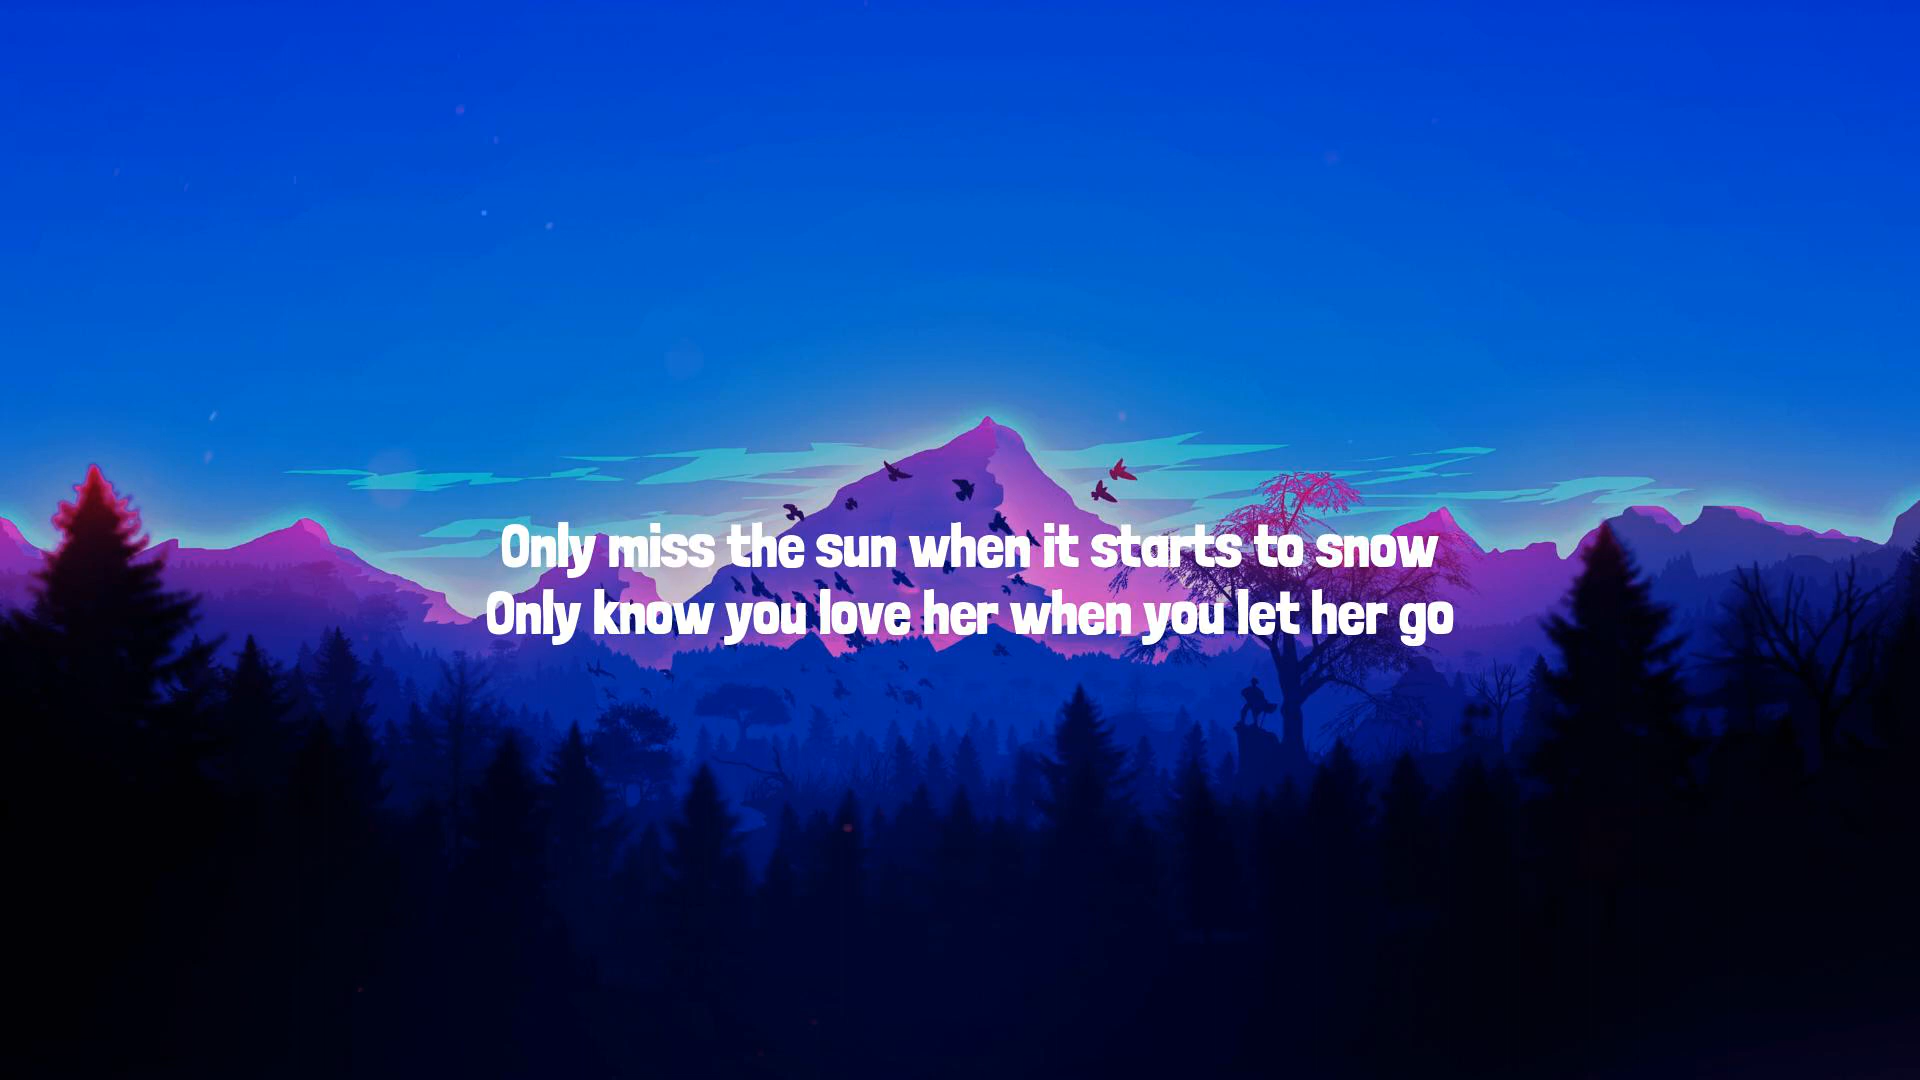 Only miss the sun when it starts to snow
Only know you love her when you let her go